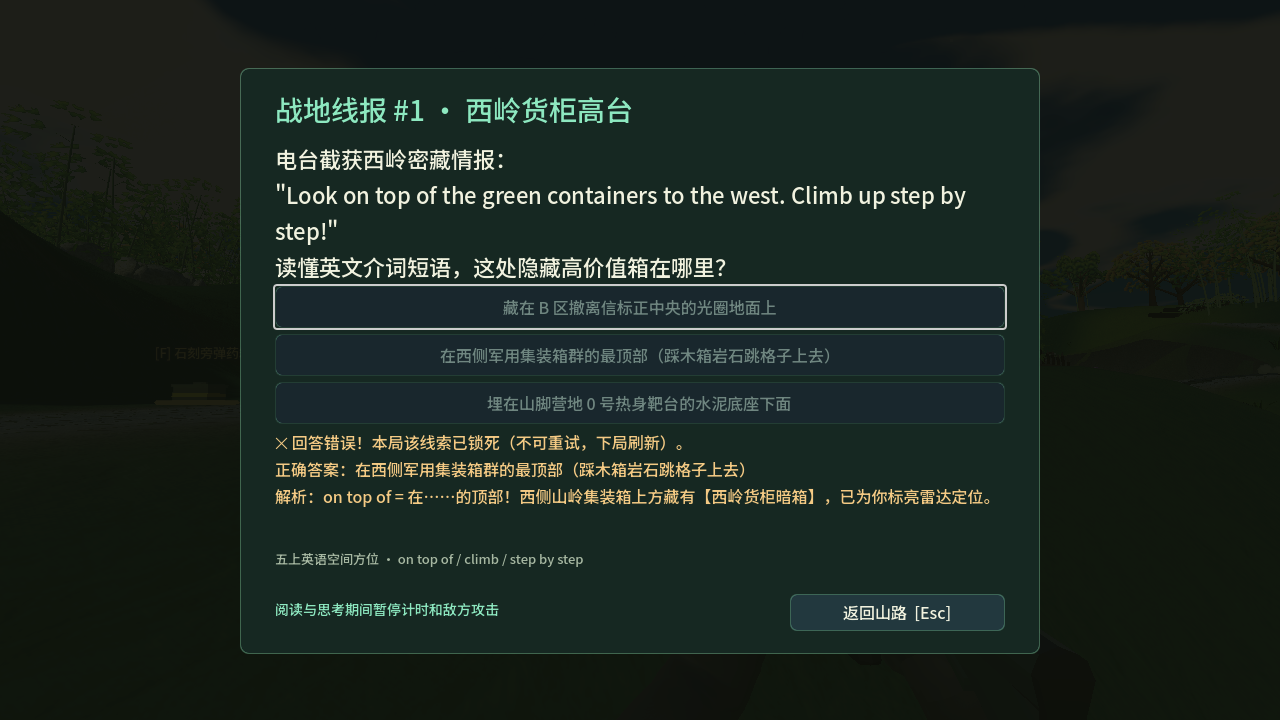 战地线报 #1 · 西岭货柜高台
电台截获西岭密藏情报：
"Look on top of the green containers to the west. Climb up step by
step!"
读懂英文介词短语，这处隐藏高价值箱在哪里？
藏在 B 区撤离信标正中央的光圈地面上
在西侧军用集装箱群的最顶部（踩木箱岩石跳格子上去）
[F] 石刻旁弹药
埋在山脚营地 0 号热身靶台的水泥底座下面
× 回答错误！本局该线索已锁死（不可重试，下局刷新）。
正确答案：在西侧军用集装箱群的最顶部（踩木箱岩石跳格子上去）
解析：on top of = 在……的顶部！西侧山岭集装箱上方藏有【西岭货柜暗箱】，已为你标亮雷达定位。
五上英语空间方位 · on top of / climb / step by step
阅读与思考期间暂停计时和敌方攻击
返回山路 [Esc]